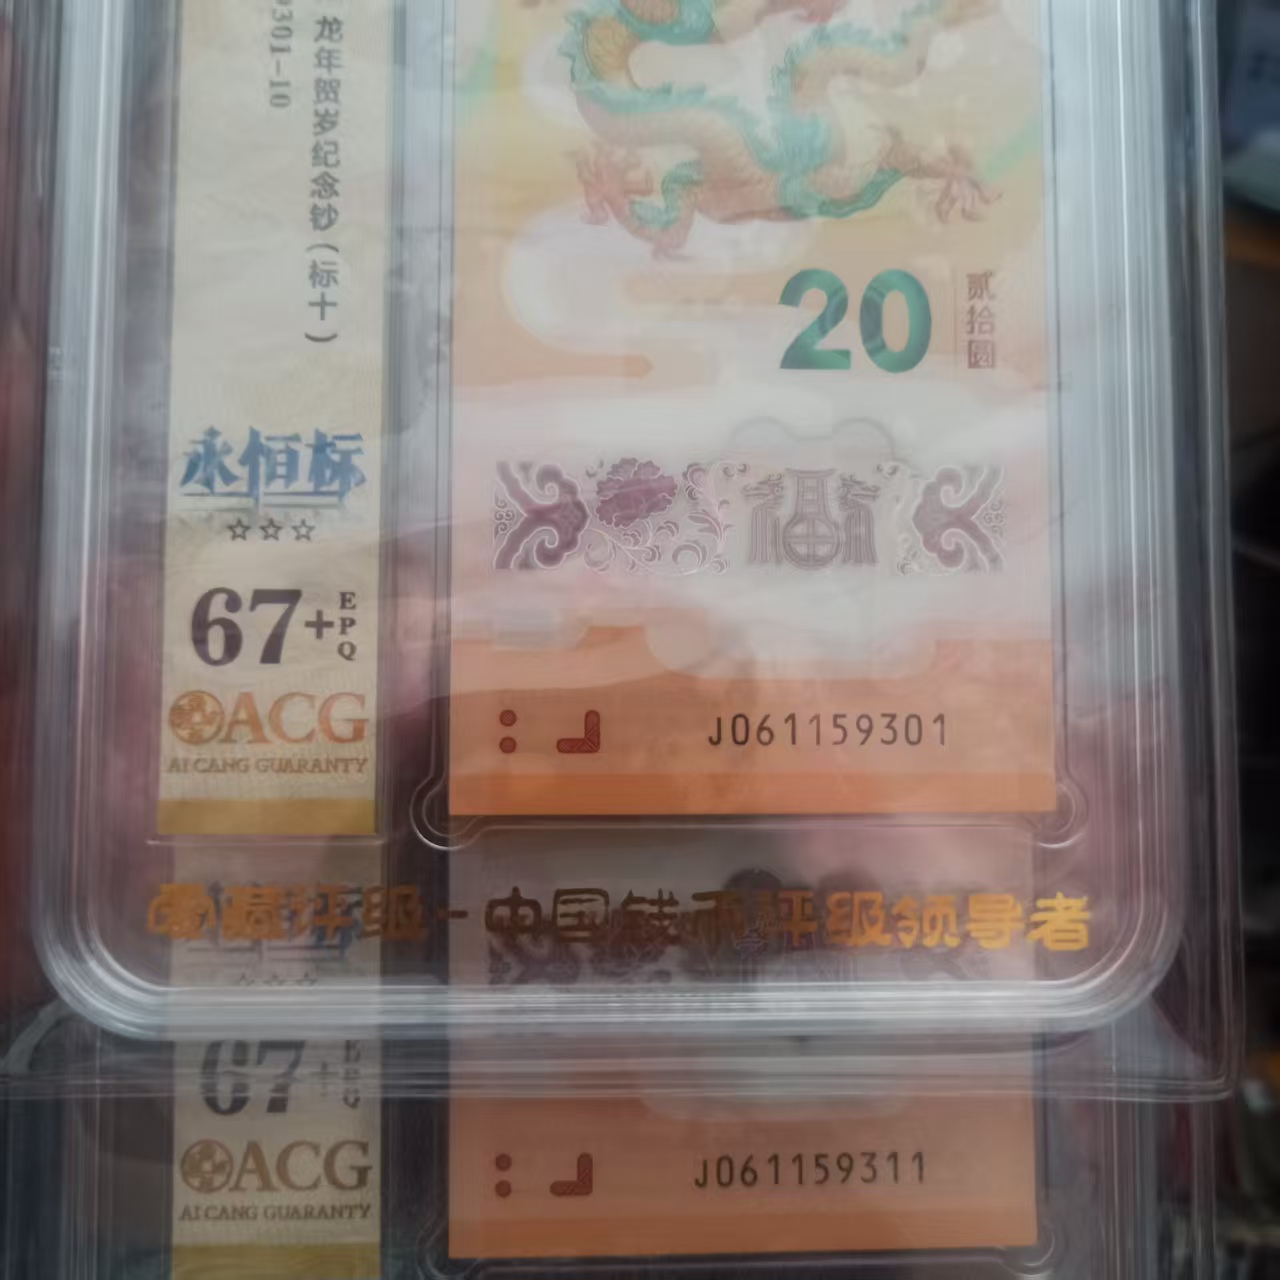 龙年贺岁纪念钞（标十）
9301-10
永恒标
☆☆☆
67+EPQ
ACG
AI CANG GUARANTY
20
贰拾圆
J061159301
爱藏评级-中国钱币评级领导者
67+
ACG
AI CANG GUARANTY
J061159311